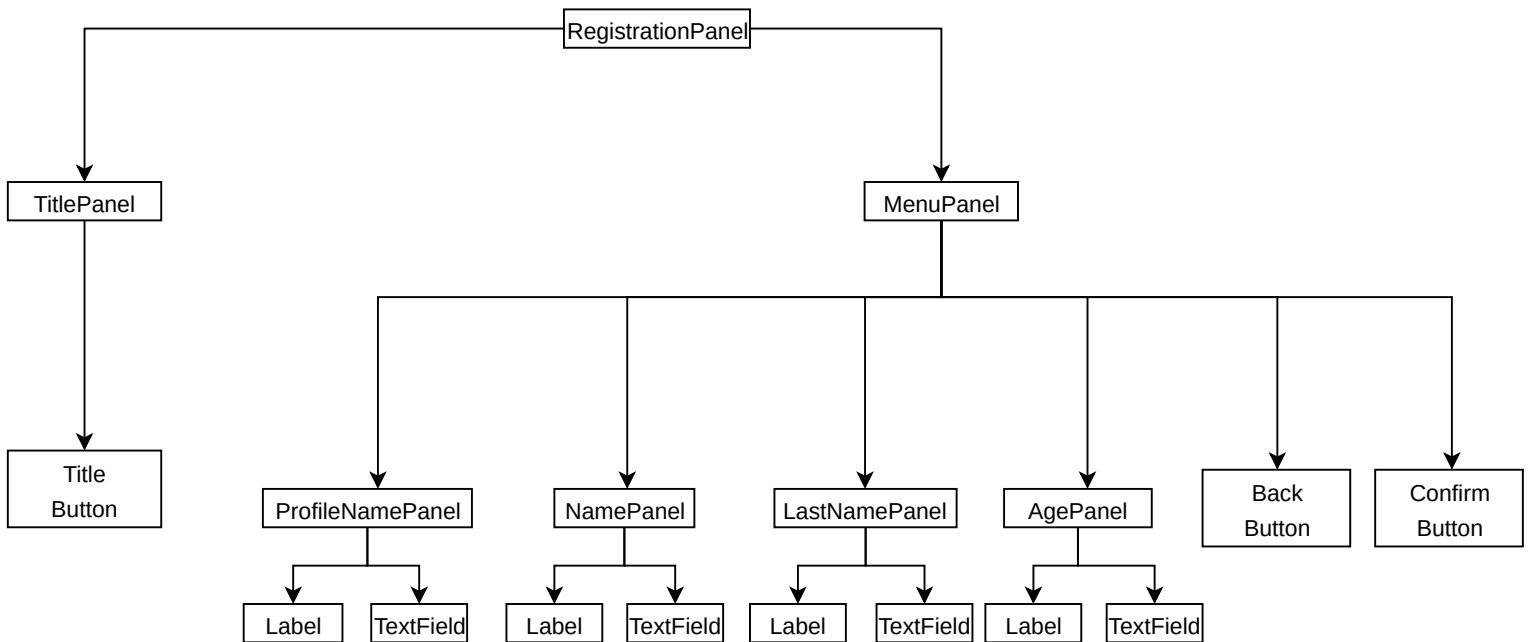 RegistrationPanel
TitlePanel
MenuPanel
Title
Button
ProfileNamePanel
NamePanel
LastNamePanel
AgePanel
Back
Button
Confirm
Button
Label
TextField
Label
TextField
Label
TextField
Label
TextField